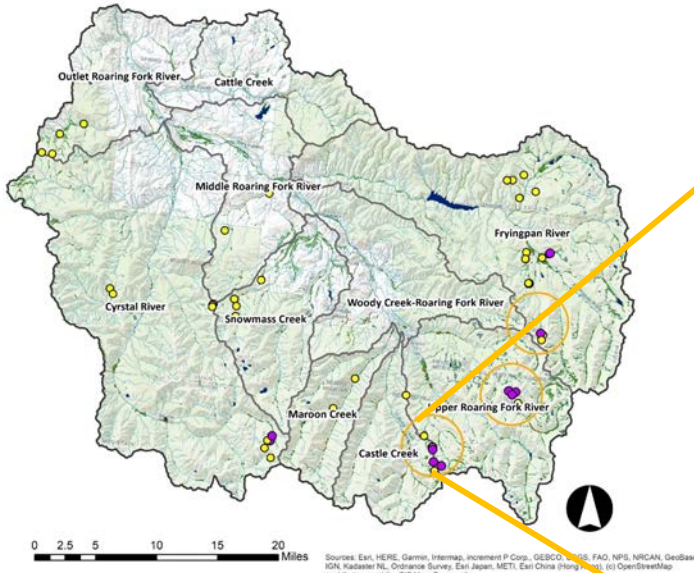 Outlet Roaring Fork River
Cattle Creek
Middle Roaring Fork River
Fryingpan River
Cyrstal River
Snowmass Creek
Woody Creek-Roaring Fork River
Maroon Creek
Upper Roaring Fork River
Castle Creek
0 2.5 5 10 15 20
Miles
Sources: Esri, HERE, Garmin, Intermap, increment P Corp., GEBCO, USGS, FAO, NPS, NRCAN, GeoBase
IGN, Kadaster NL, Ordnance Survey, Esri Japan, METI, Esri China (Hong Kong), (c) OpenStreetMap